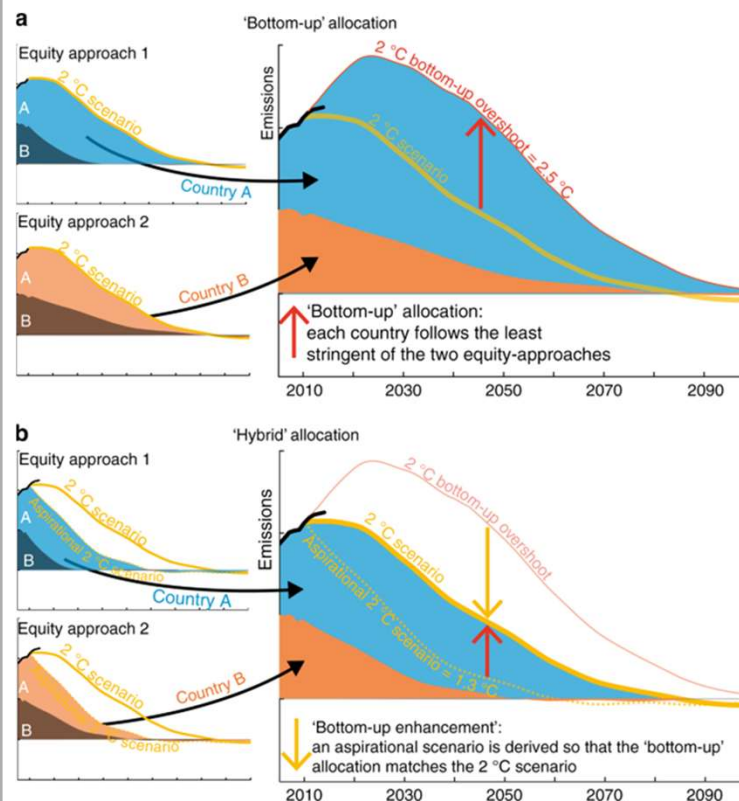 a
'Bottom-up' allocation
Equity approach 1
2 °C scenario
A
B
Country A
Equity approach 2
2 °C scenario
A
B
Country B
Emissions
2 °C bottom-up overshoot = 2.5 °C
2 °C scenario
'Bottom-up' allocation:
each country follows the least
stringent of the two equity-approaches
2010 2030 2050 2070 2090
b
'Hybrid' allocation
Equity approach 1
2 °C scenario
Aspirational 2 °C scenario
A
B
Country A
Equity approach 2
2 °C scenario
A
B
°C scenario
Country B
Emissions
2 °C bottom-up overshoot
2 °C scenario
Aspirational 2 °C scenario = 1.3 °C
'Bottom-up enhancement':
an aspirational scenario is derived so that the 'bottom-up'
allocation matches the 2 °C scenario
2010 2030 2050 2070 2090